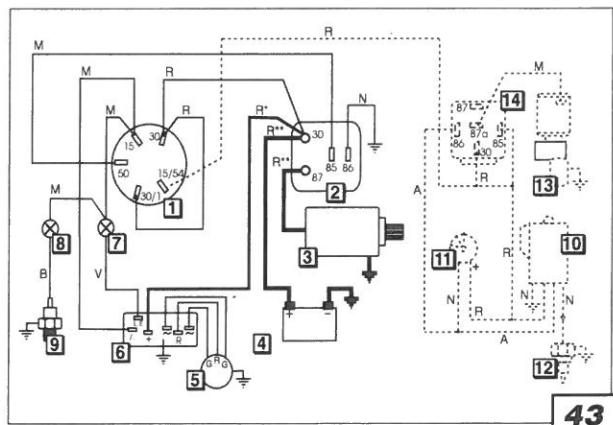 R
M
M
R
M
M
R
R*
N
87
14
15
30
R**
30
87a
86
85
30
50
15/54
R**
85
86
R
13
30/1
1
87
2
A
M
8
7
3
11
R
10
B
V
+
N
R
N
N
9
6
/
+
~
R
~
G
R
G
5
4
+
−
A
12
43